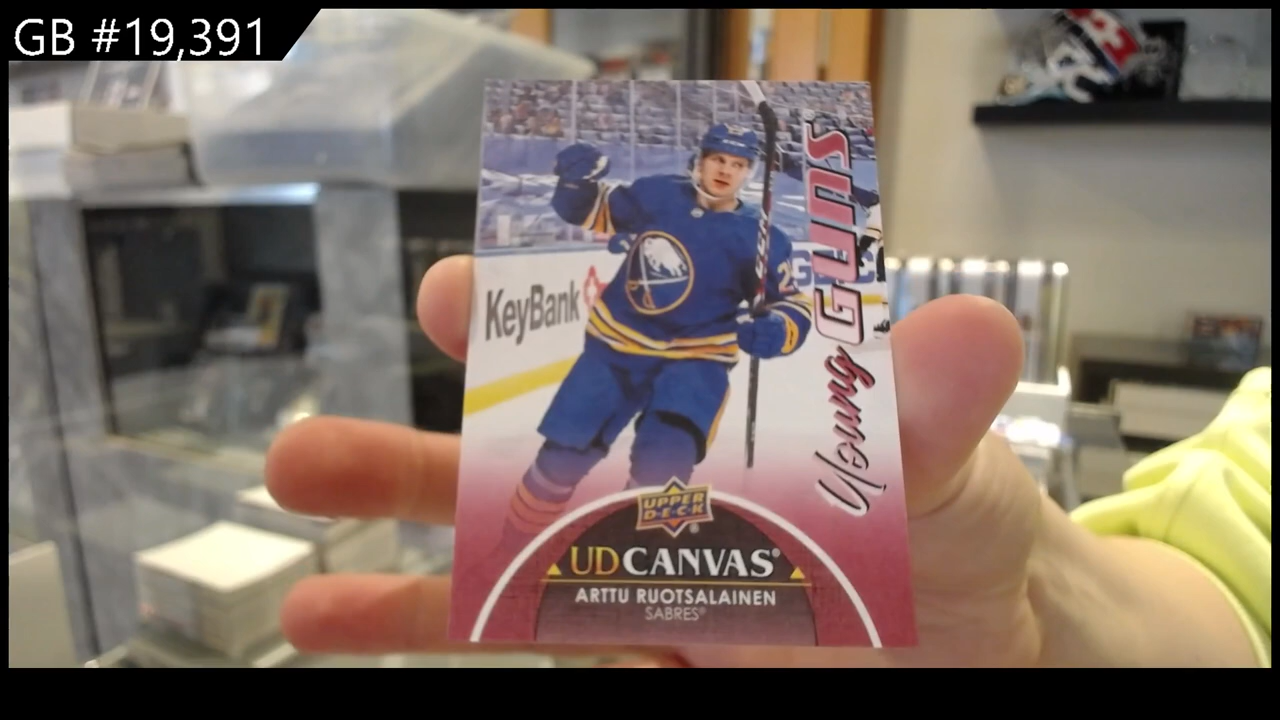 GB #19,391
Young Guns
KeyBank
UPPER
DECK®
UD CANVAS®
ARTTU RUOTSALAINEN
SABRES®